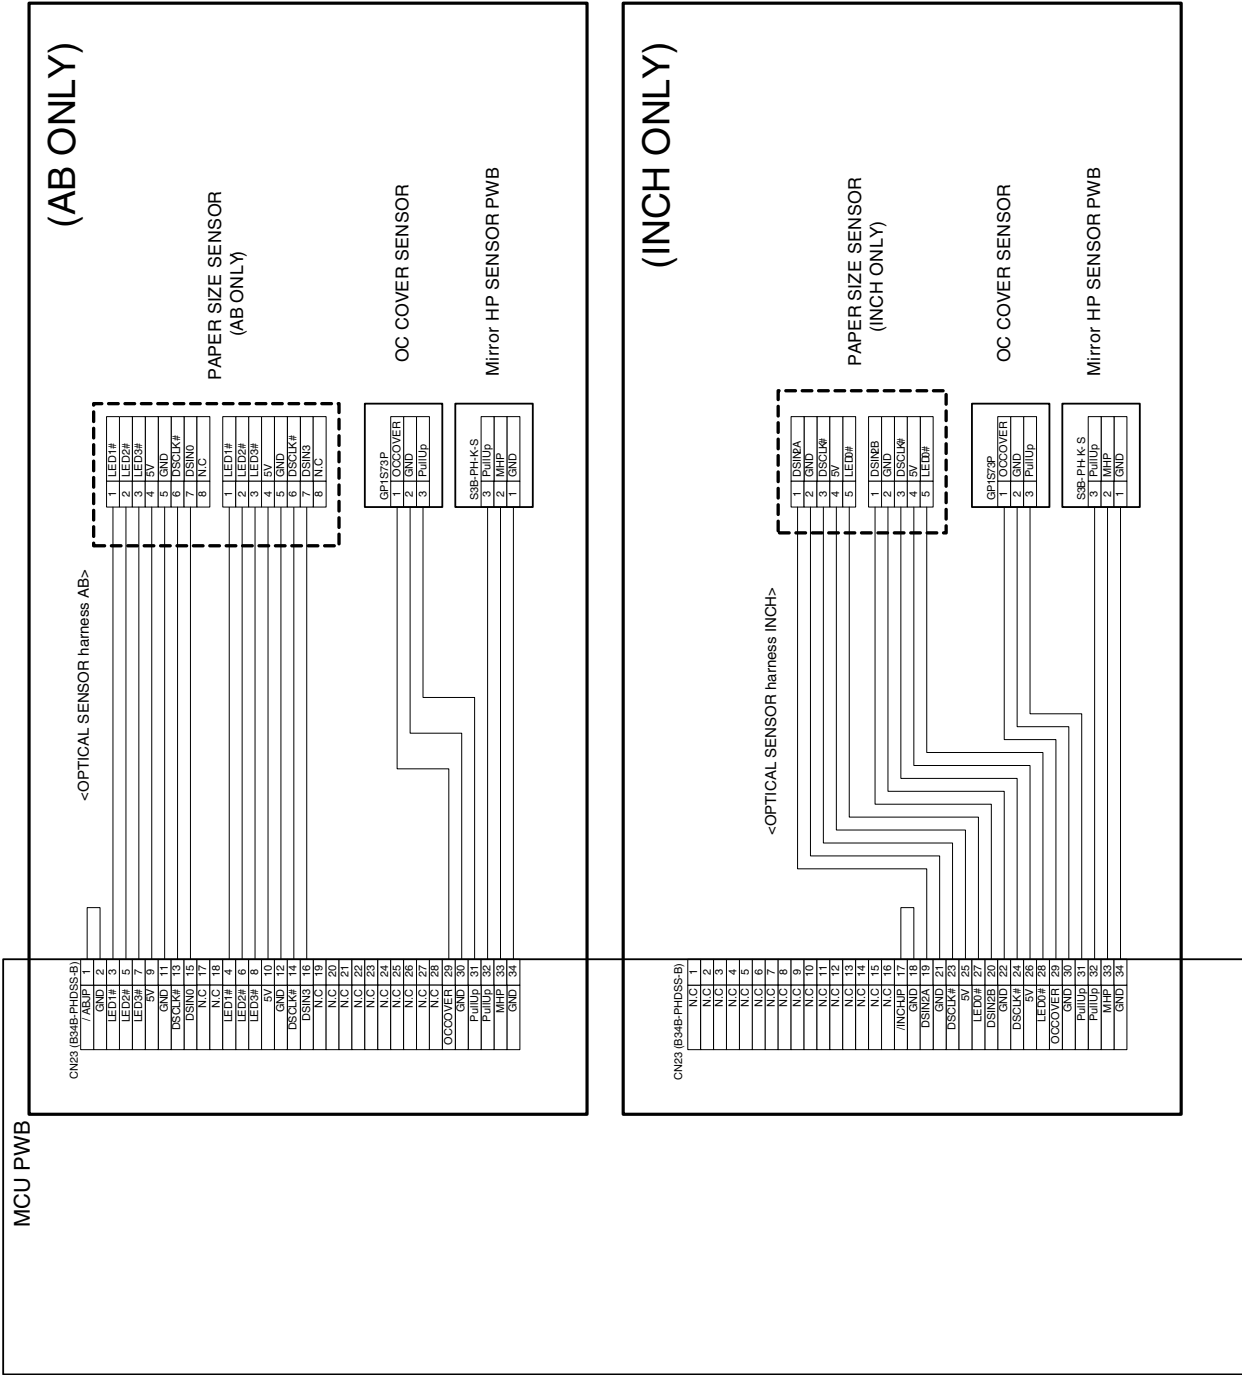 MCU PWB
(AB ONLY)
<OPTICAL SENSOR harness AB>
CN23 (B34B-PHDSS-B)
/ ABJP 1
GND 2
LED1# 3
LED2# 5
LED3# 7
5V 9
GND 11
DSCLK# 13
DSIN0 15
N.C 17
N.C 18
LED1# 4
LED2# 6
LED3# 8
5V 10
GND 12
DSCLK# 14
DSIN3 16
N.C 19
N.C 20
N.C 21
N.C 22
N.C 23
N.C 24
N.C 25
N.C 26
N.C 27
N.C 28
OCCOVER 29
GND 30
PullUp 31
PullUp 32
MHP 33
GND 34
1 LED1#
2 LED2#
3 LED3#
4 5V
5 GND
6 DSCLK#
7 DSIN0
8 N.C
1 LED1#
2 LED2#
3 LED3#
4 5V
5 GND
6 DSCLK#
7 DSIN3
8 N.C
PAPER SIZE SENSOR
(AB ONLY)
GP1S73P
1 OCCOVER
2 GND
3 PullUp
OC COVER SENSOR
S3B-PH-K-S
3 PullUp
2 MHP
1 GND
Mirror HP SENSOR PWB
(INCH ONLY)
<OPTICAL SENSOR harness INCH>
CN23 (B34B-PHDSS-B)
N.C 1
N.C 2
N.C 3
N.C 4
N.C 5
N.C 6
N.C 7
N.C 8
N.C 9
N.C 10
N.C 11
N.C 12
N.C 13
N.C 14
N.C 15
N.C 16
/INCHJP 17
GND 18
DSIN2A 19
GND 21
DSCLK# 23
5V 25
LED0# 27
DSIN2B 20
GND 22
DSCLK# 24
5V 26
LED0# 28
OCCOVER 29
GND 30
PullUp 31
PullUp 32
MHP 33
GND 34
1 DSIN2A
2 GND
3 DSCLK#
4 5V
5 LED0#
1 DSIN2B
2 GND
3 DSCLK#
4 5V
5 LED0#
PAPER SIZE SENSOR
(INCH ONLY)
GP1S73P
1 OCCOVER
2 GND
3 PullUp
OC COVER SENSOR
S3B-PH-K-S
3 PullUp
2 MHP
1 GND
Mirror HP SENSOR PWB